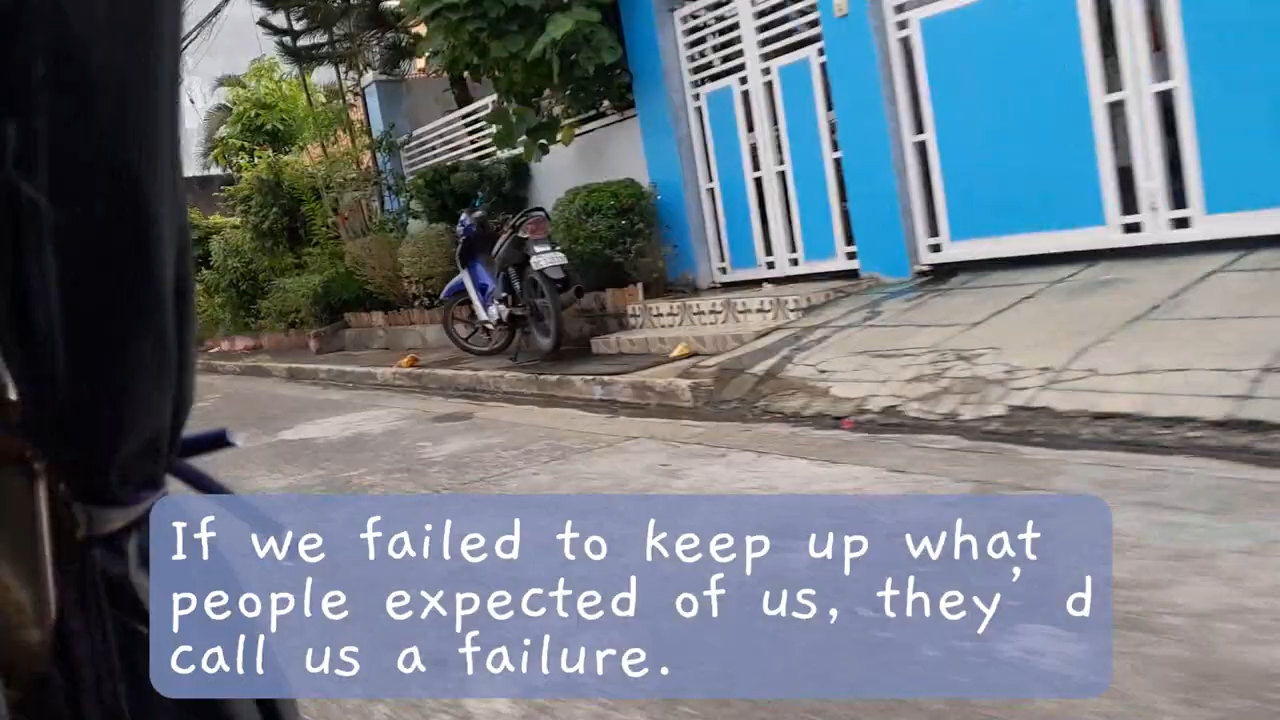 If we failed to keep up what
people expected of us, they’d
call us a failure.